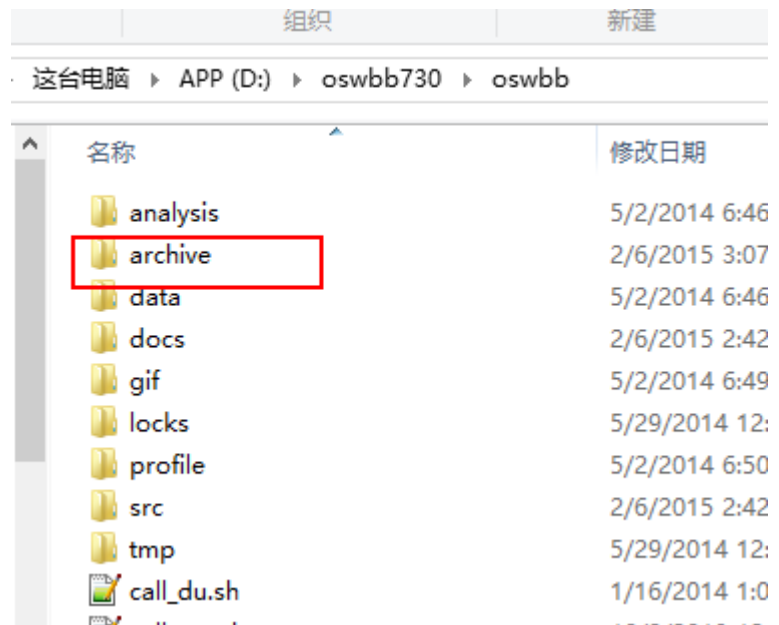 组织 新建
这台电脑 APP (D:) oswbb730 oswbb
名称 修改日期
analysis 5/2/2014 6:46
archive 2/6/2015 3:07
data 5/2/2014 6:46
docs 2/6/2015 2:42
gif 5/2/2014 6:49
locks 5/29/2014 12:
profile 5/2/2014 6:50
src 2/6/2015 2:42
tmp 5/29/2014 12:
call_du.sh 1/16/2014 1:0